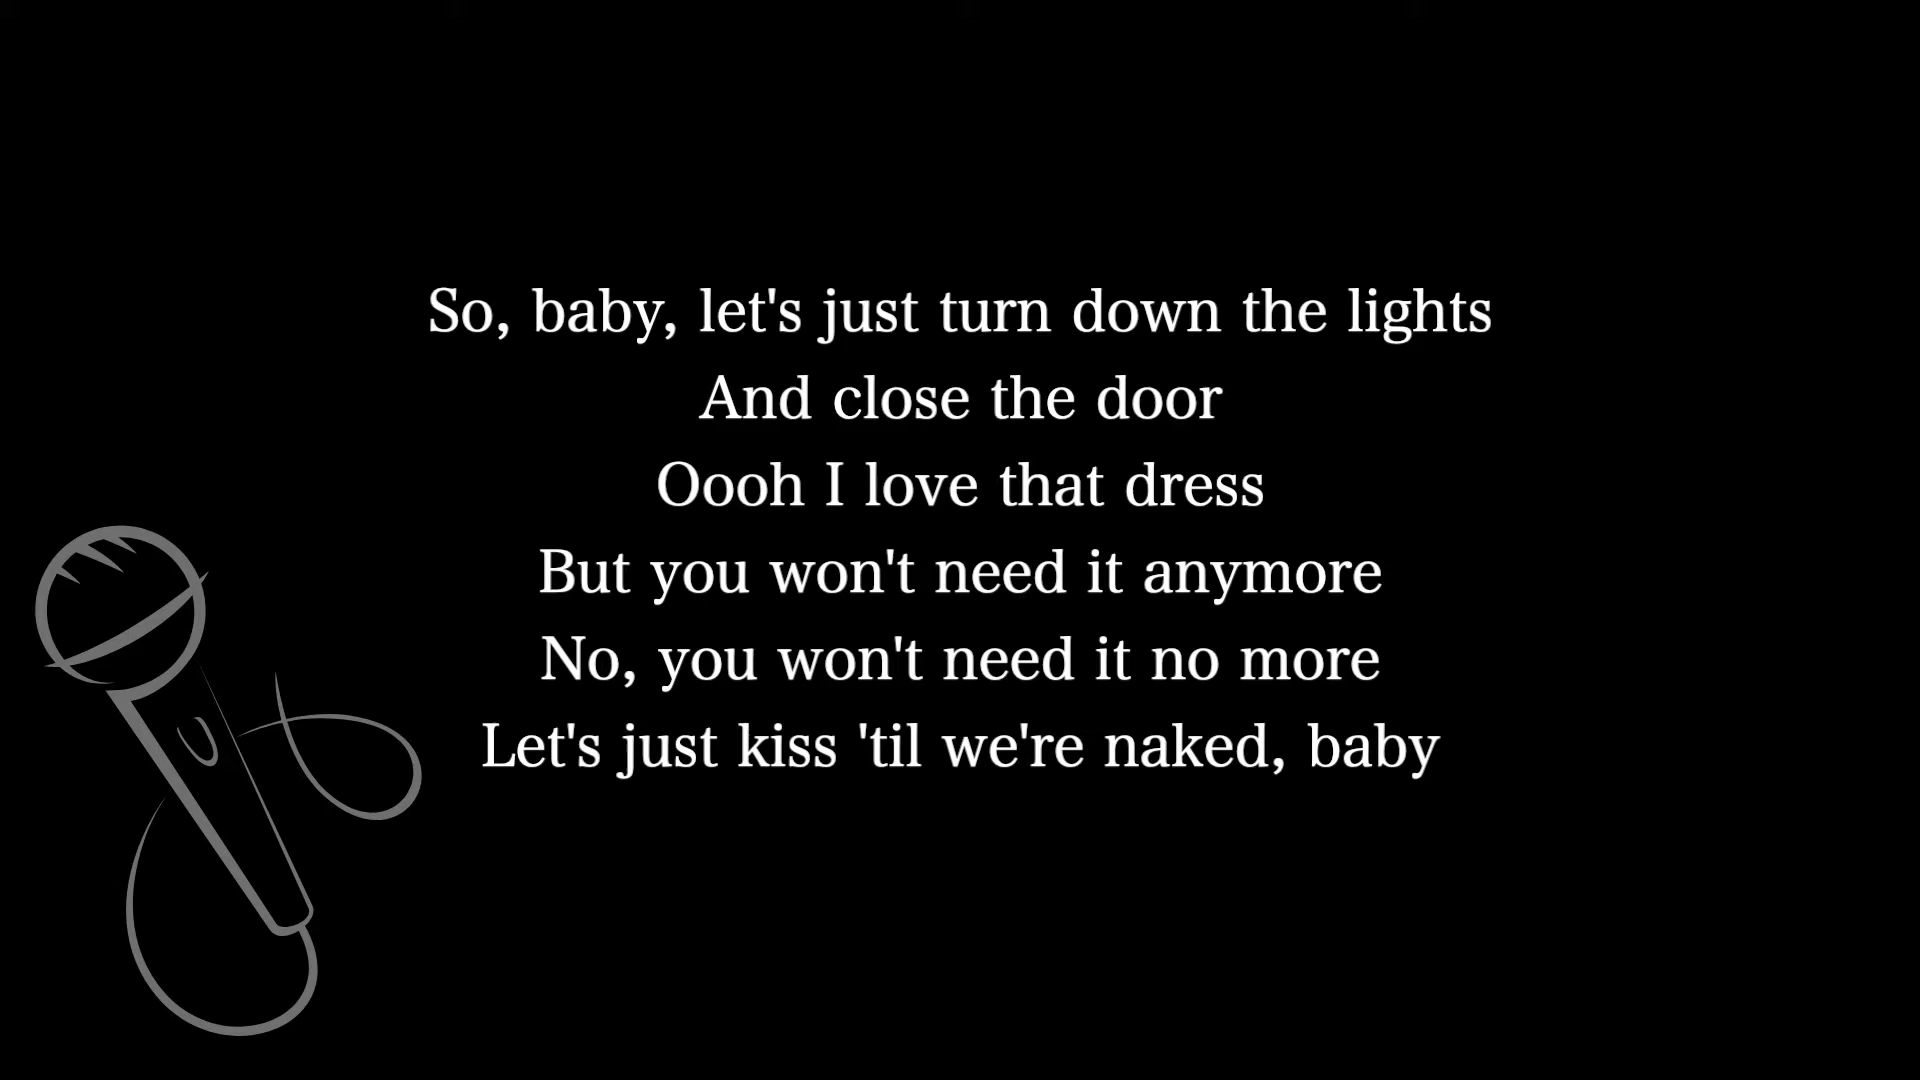 So, baby, let's just turn down the lights
And close the door
Oooh I love that dress
But you won't need it anymore
No, you won't need it no more
Let's just kiss 'til we're naked, baby